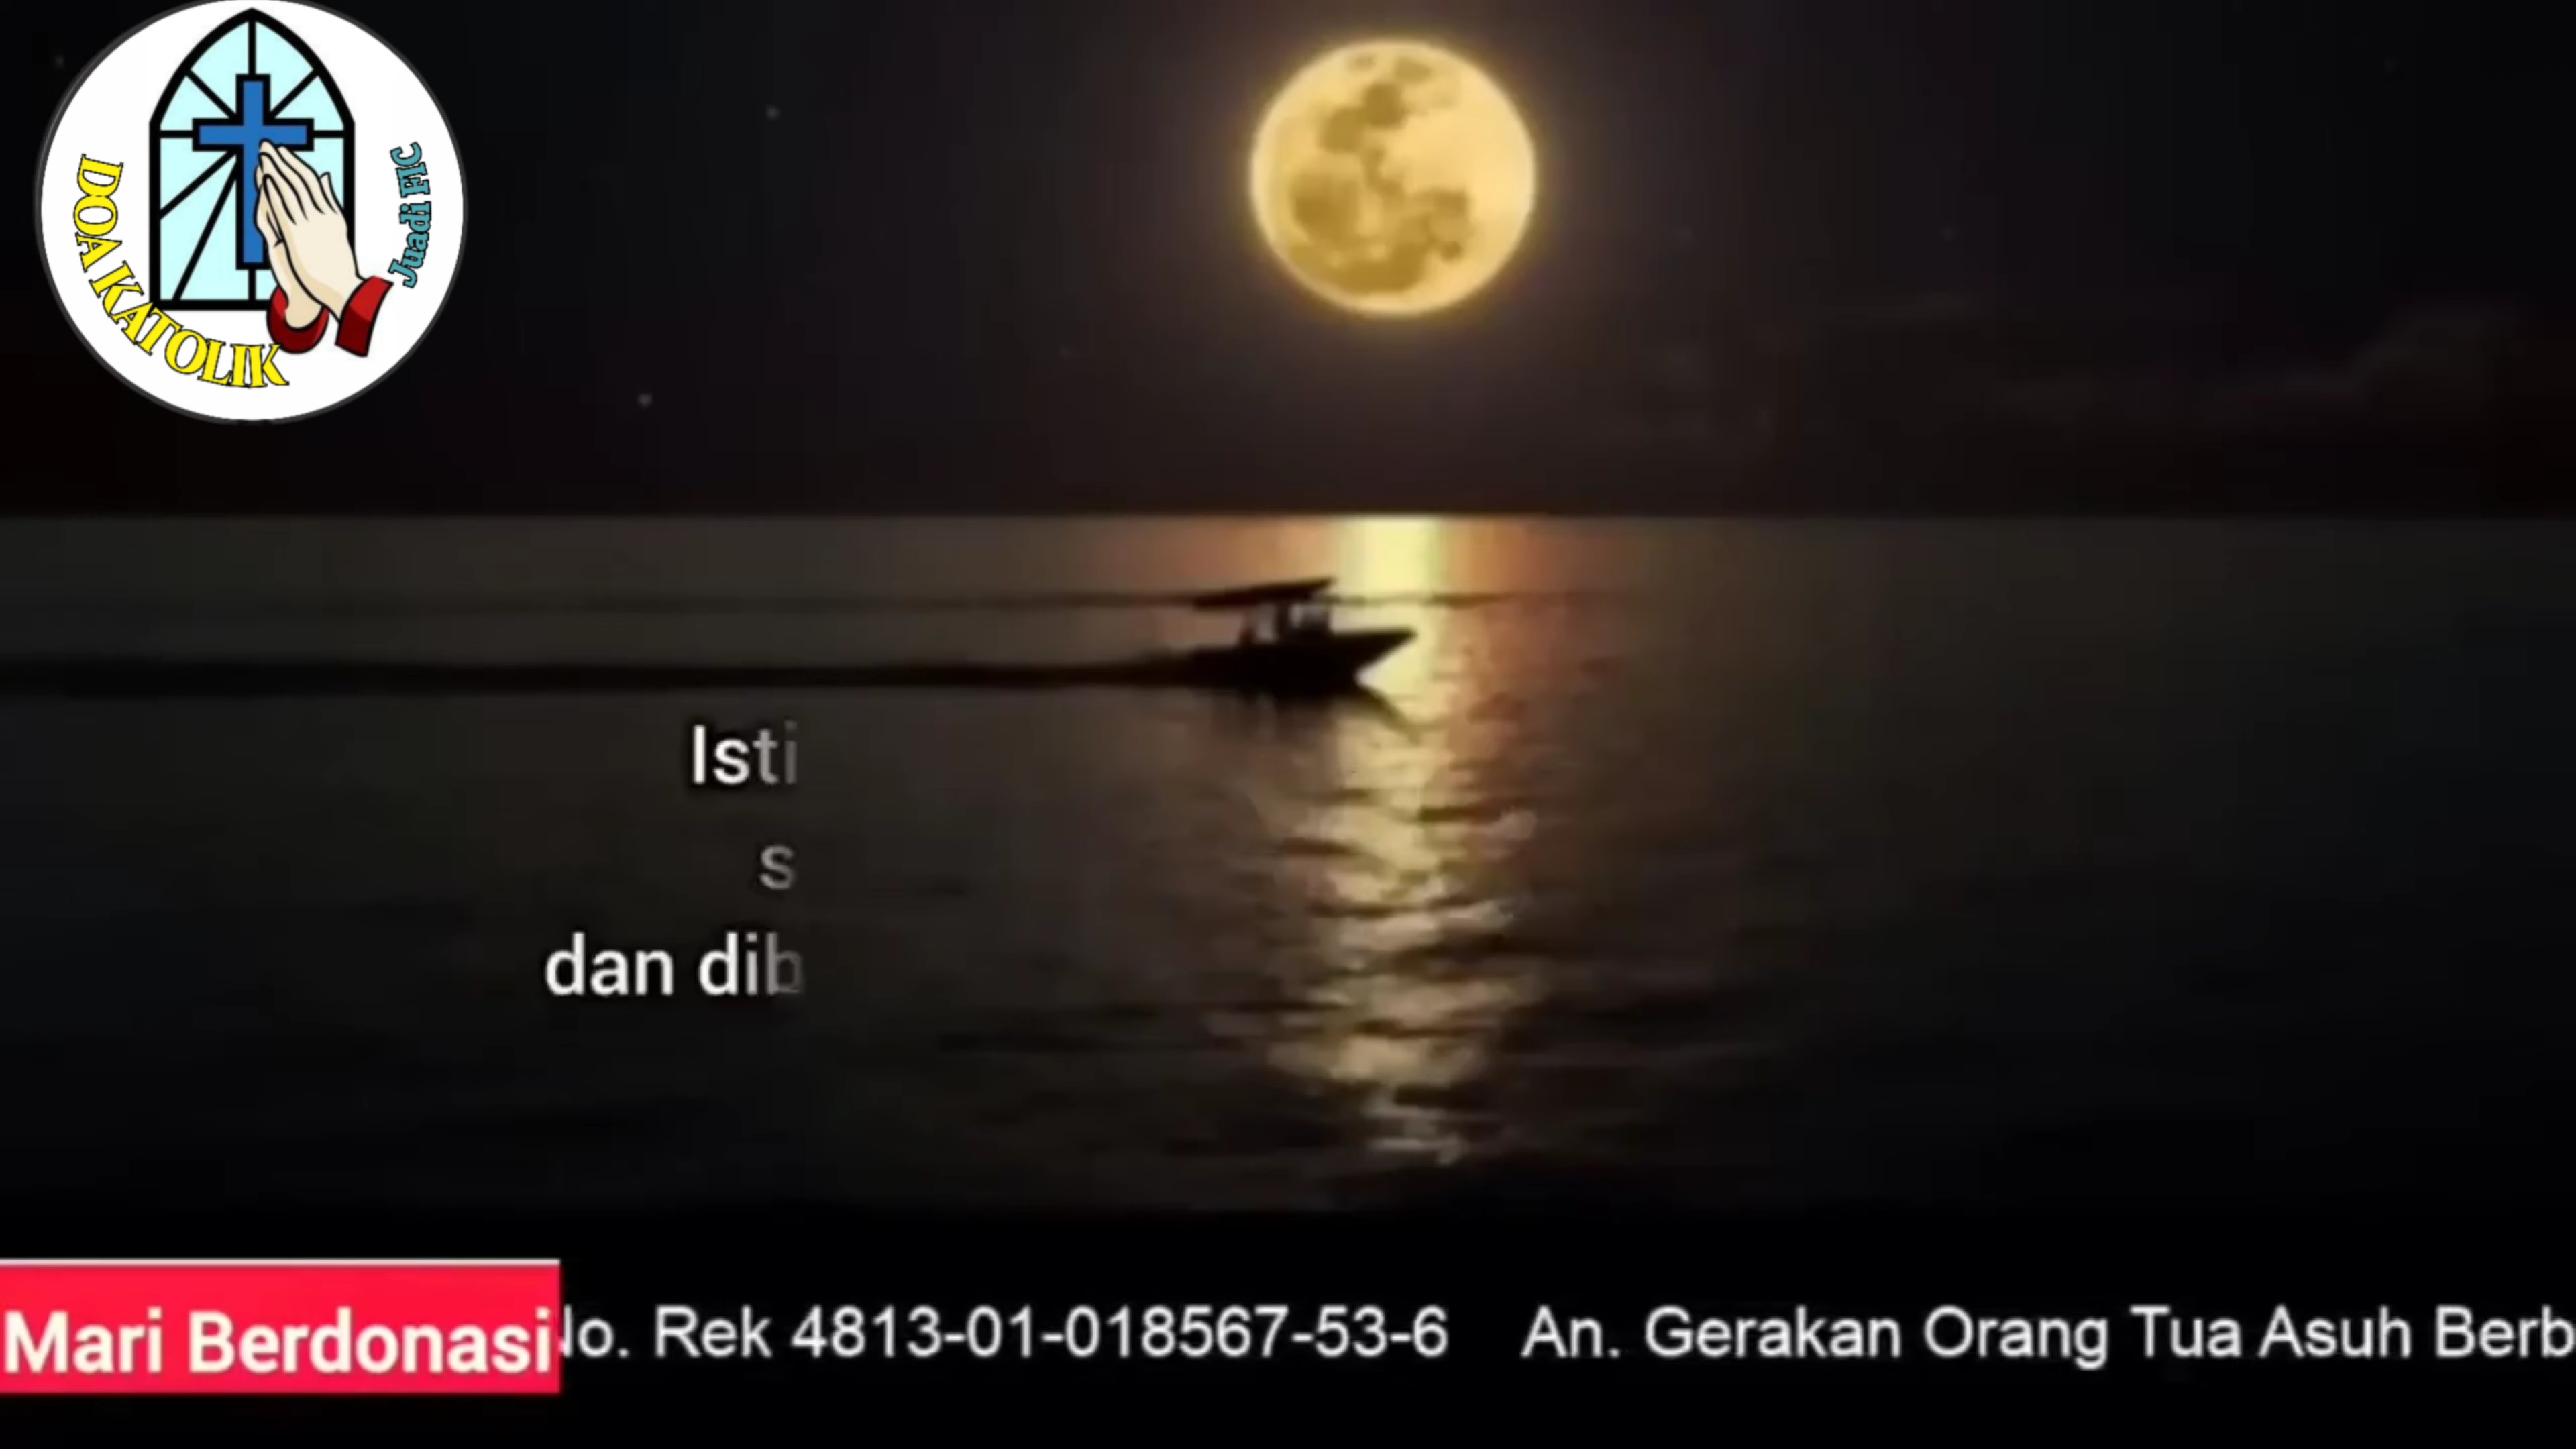 DOA KATOLIK
Juadi FIC
Isti
s
dan dib
Mari Berdonasi
No. Rek 4813-01-018567-53-6 An. Gerakan Orang Tua Asuh Berb